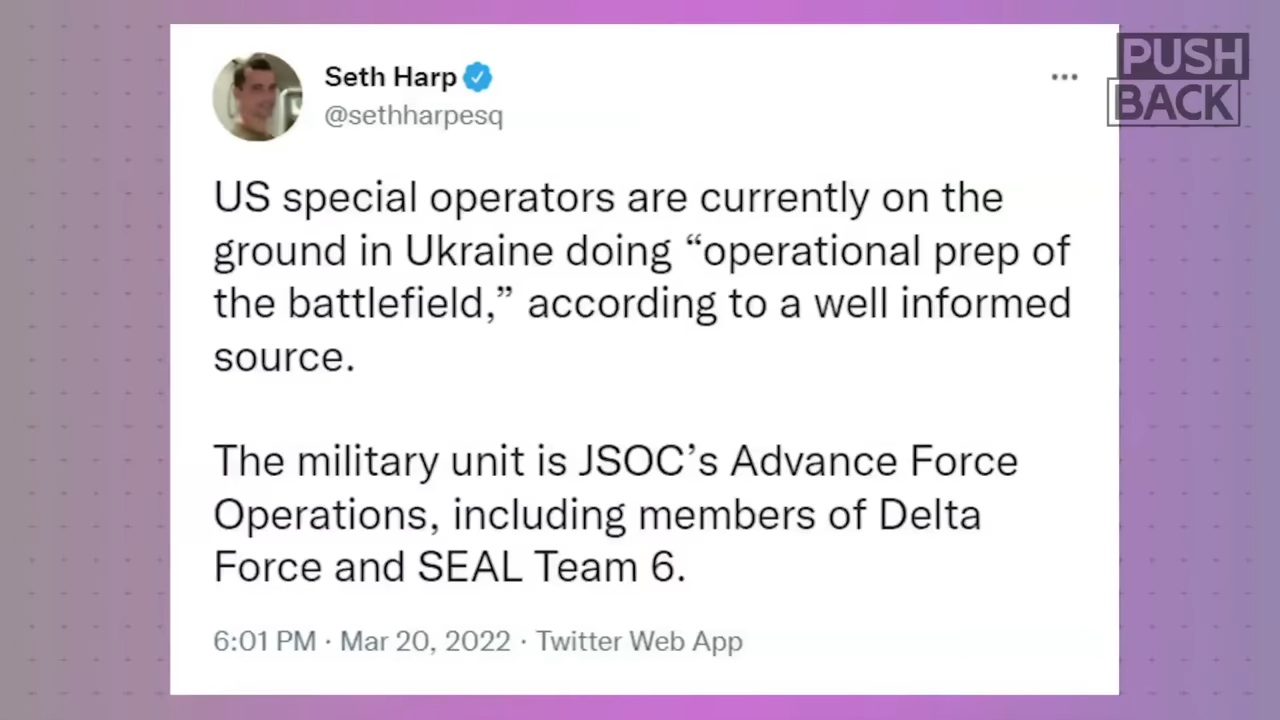 PUSH
BACK
Seth Harp
@sethharpesq
US special operators are currently on the
ground in Ukraine doing “operational prep of
the battlefield,” according to a well informed
source.
The military unit is JSOC’s Advance Force
Operations, including members of Delta
Force and SEAL Team 6.
6:01 PM · Mar 20, 2022 · Twitter Web App